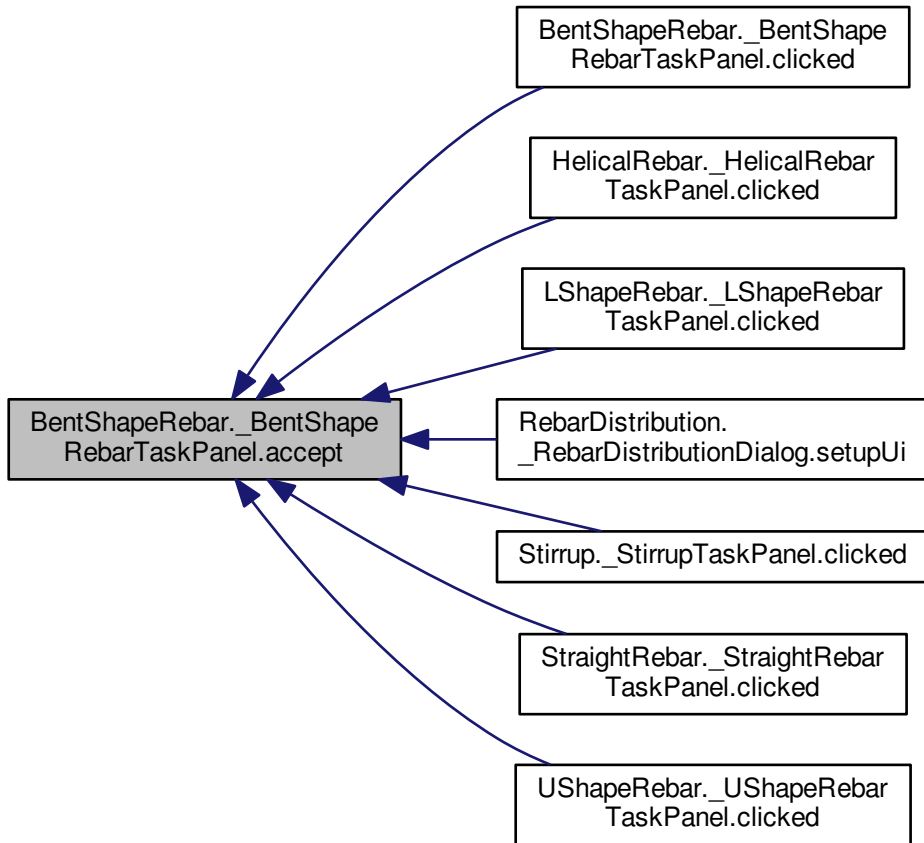 BentShapeRebar._BentShape
RebarTaskPanel.clicked
HelicalRebar._HelicalRebar
TaskPanel.clicked
LShapeRebar._LShapeRebar
TaskPanel.clicked
BentShapeRebar._BentShape
RebarTaskPanel.accept
RebarDistribution.
_RebarDistributionDialog.setupUi
Stirrup._StirrupTaskPanel.clicked
StraightRebar._StraightRebar
TaskPanel.clicked
UShapeRebar._UShapeRebar
TaskPanel.clicked